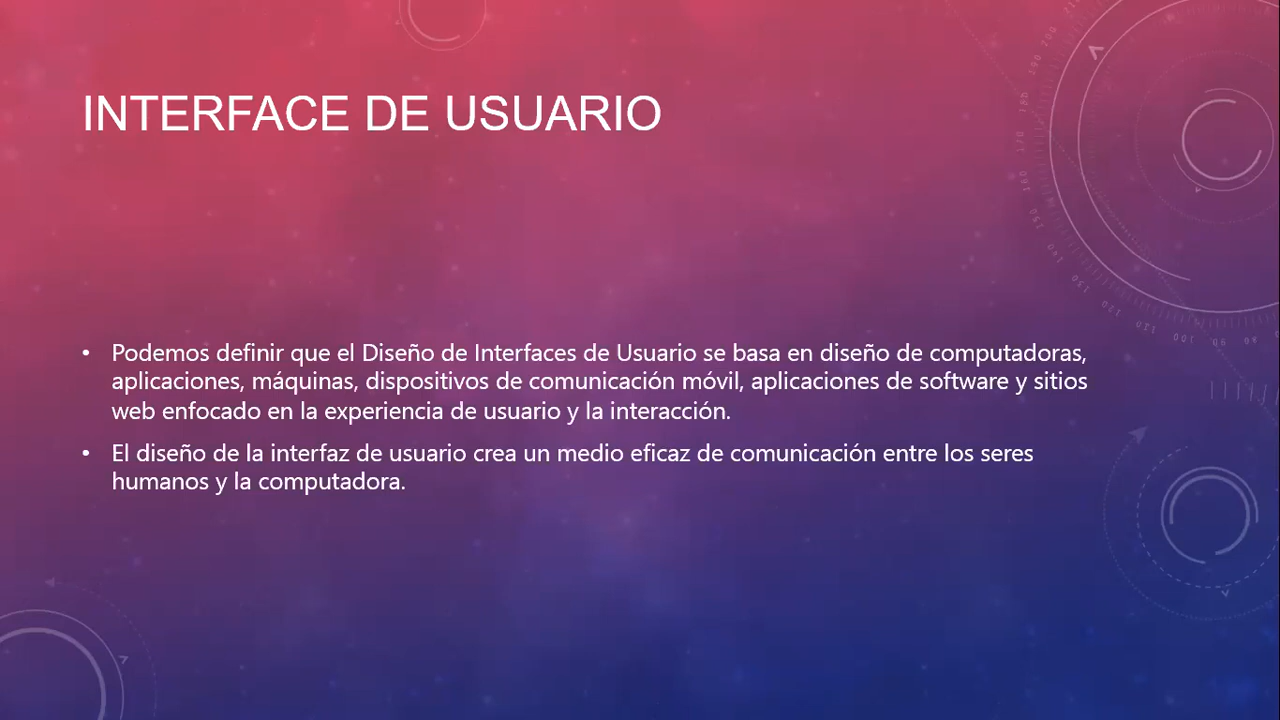 INTERFACE DE USUARIO
• Podemos definir que el Diseño de Interfaces de Usuario se basa en diseño de computadoras,
aplicaciones, máquinas, dispositivos de comunicación móvil, aplicaciones de software y sitios
web enfocado en la experiencia de usuario y la interacción.
• El diseño de la interfaz de usuario crea un medio eficaz de comunicación entre los seres
humanos y la computadora.